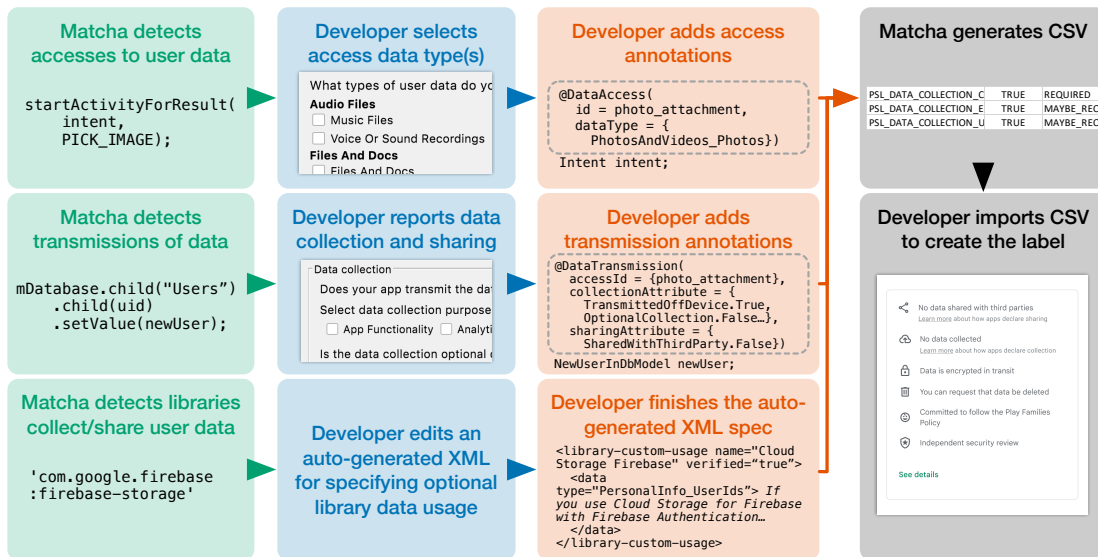 Matcha detects
accesses to user data
startActivityForResult(
intent,
PICK_IMAGE);
Developer selects
access data type(s)
What types of user data do yo
Audio Files
Music Files
Voice Or Sound Recordings
Files And Docs
Files And Docs
Developer adds access
annotations
@DataAccess(
id = photo_attachment,
dataType = {
PhotosAndVideos_Photos})
Intent intent;
Matcha generates CSV
PSL_DATA_COLLECTION_C TRUE REQUIRED
PSL_DATA_COLLECTION_E TRUE MAYBE_REQ
PSL_DATA_COLLECTION_U TRUE MAYBE_REQ
Matcha detects
transmissions of data
mDatabase.child("Users”)
.child(uid)
.setValue(newUser);
Developer reports data
collection and sharing
Data collection
Does your app transmit the dat
Select data collection purpose
App Functionality Analyti
Is the data collection optional o
Developer adds
transmission annotations
@DataTransmission(
accessId = {photo_attachment},
collectionAttribute = {
TransmittedOffDevice.True,
OptionalCollection.False…},
sharingAttribute = {
SharedWithThirdParty.False})
NewUserInDbModel newUser;
Developer imports CSV
to create the label
No data shared with third parties
Learn more about how apps declare sharing
No data collected
Learn more about how apps declare collection
Data is encrypted in transit
You can request that data be deleted
Committed to follow the Play Families
Policy
Independent security review
See details
Matcha detects libraries
collect/share user data
'com.google.firebase
:firebase-storage'
Developer edits an
auto-generated XML
for specifying optional
library data usage
Developer finishes the auto-
generated XML spec
<library-custom-usage name="Cloud
Storage Firebase" verified=“true”>
<data
type="PersonalInfo_UserIds”> If
you use Cloud Storage for Firebase
with Firebase Authentication…
</data>
</library-custom-usage>